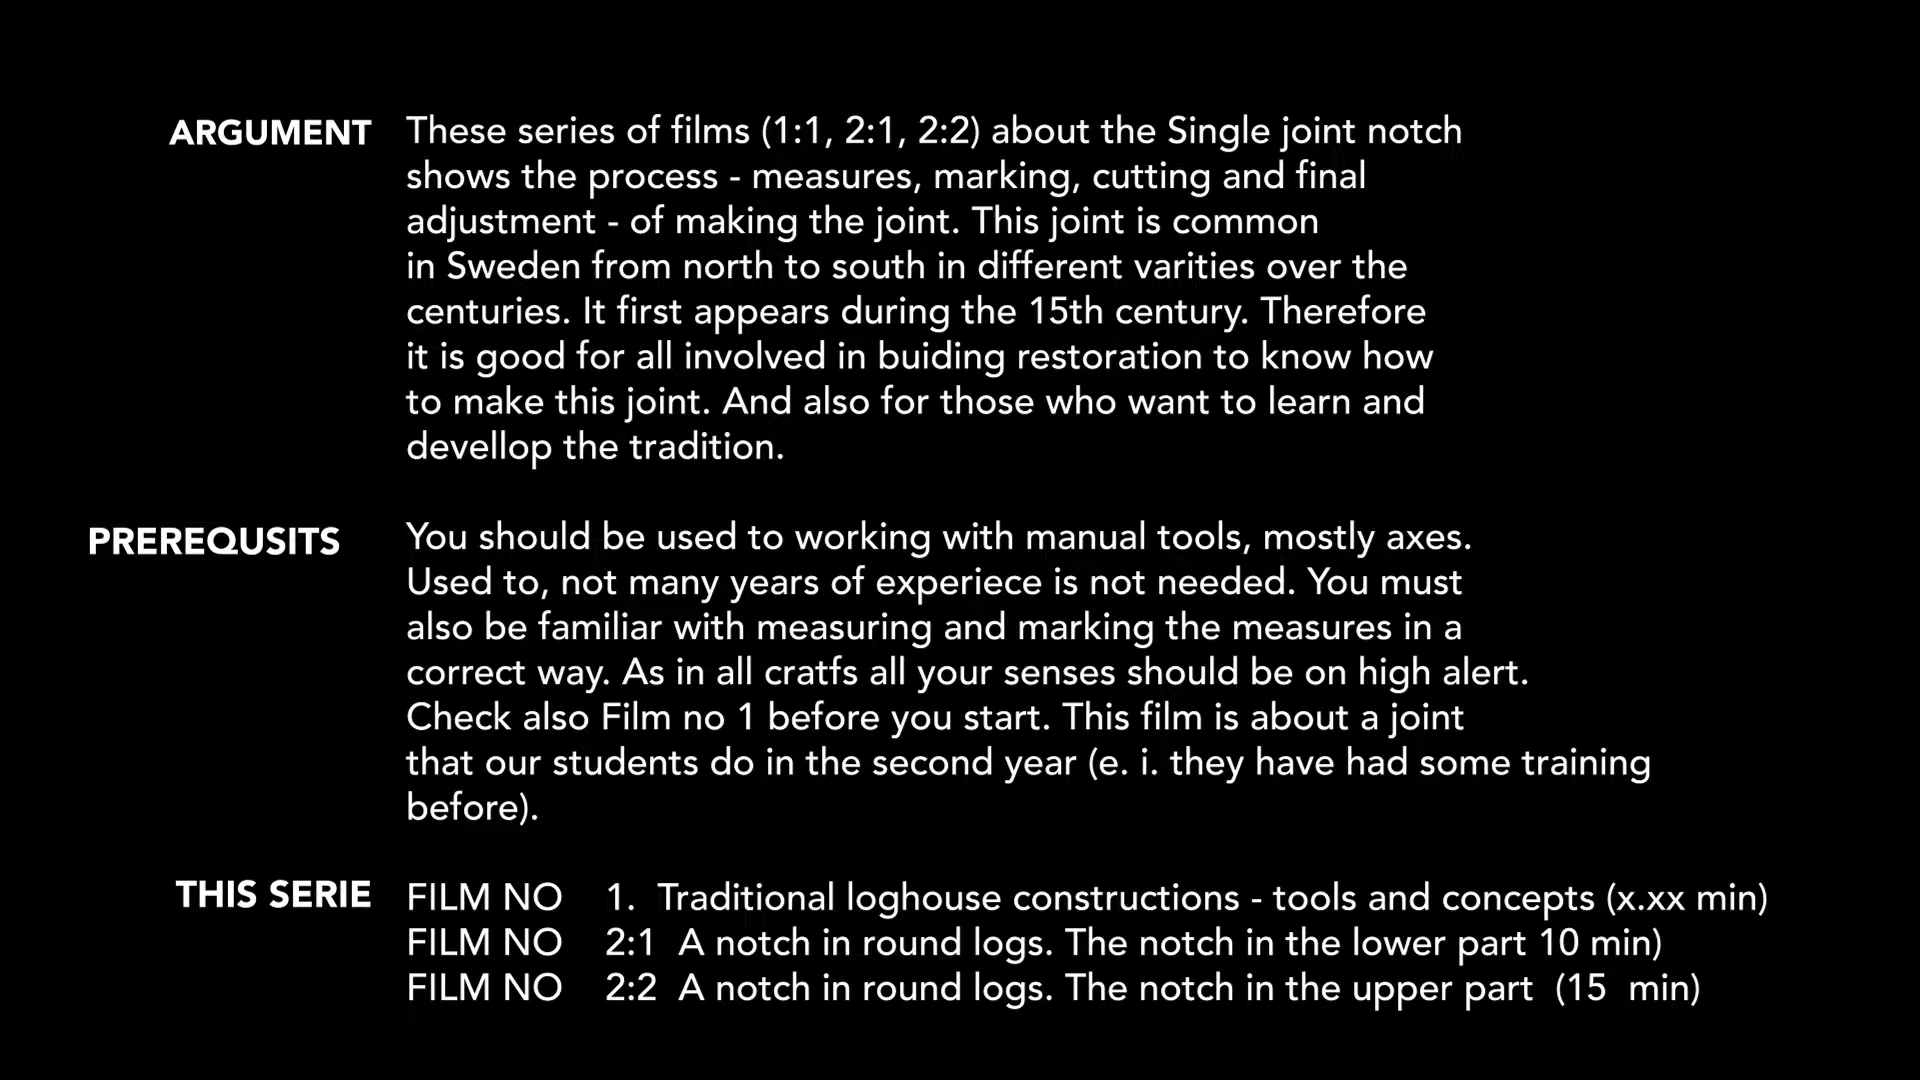 ARGUMENT These series of films (1:1, 2:1, 2:2) about the Single joint notch
shows the process - measures, marking, cutting and final
adjustment - of making the joint. This joint is common
in Sweden from north to south in different varities over the
centuries. It first appears during the 15th century. Therefore
it is good for all involved in buiding restoration to know how
to make this joint. And also for those who want to learn and
devellop the tradition.
PREREQUSITS You should be used to working with manual tools, mostly axes.
Used to, not many years of experiece is not needed. You must
also be familiar with measuring and marking the measures in a
correct way. As in all cratfs all your senses should be on high alert.
Check also Film no 1 before you start. This film is about a joint
that our students do in the second year (e. i. they have had some training
before).
THIS SERIE FILM NO 1. Traditional loghouse constructions - tools and concepts (x.xx min)
FILM NO 2:1 A notch in round logs. The notch in the lower part 10 min)
FILM NO 2:2 A notch in round logs. The notch in the upper part (15 min)